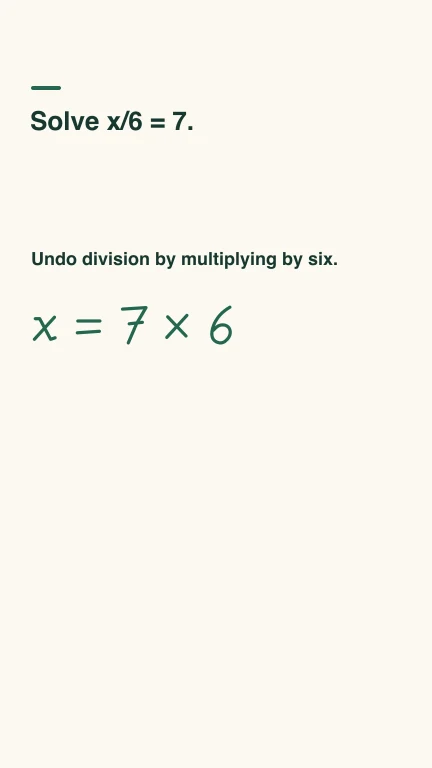 Solve x/6 = 7.
Undo division by multiplying by six.
x = 7 × 6